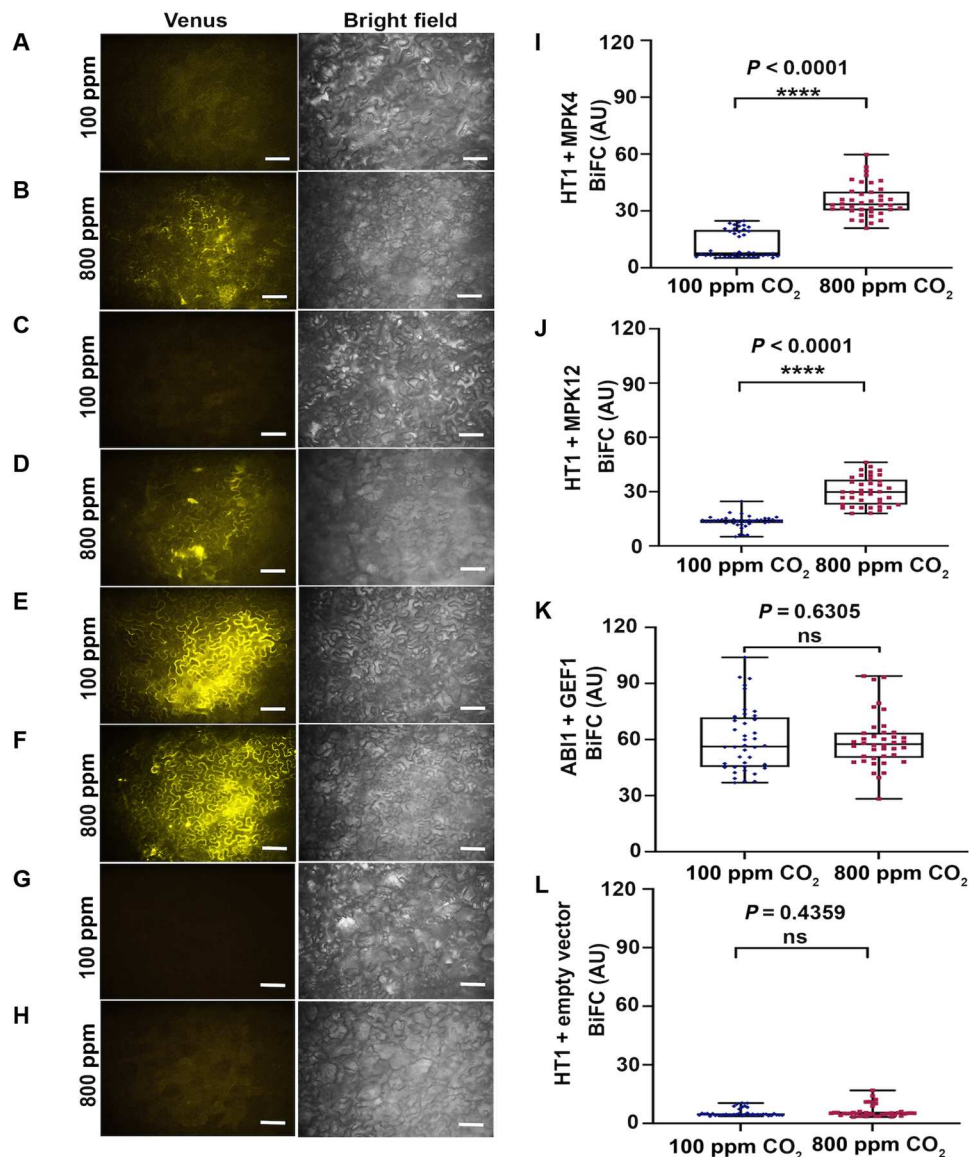 Venus
Bright field
A
100 ppm
B
800 ppm
C
100 ppm
D
800 ppm
E
100 ppm
F
800 ppm
G
100 ppm
H
800 ppm
I
HT1 + MPK4
BiFC (AU)
120
90
60
30
0
P < 0.0001
****
100 ppm CO₂
800 ppm CO₂
J
HT1 + MPK12
BiFC (AU)
120
90
60
30
0
P < 0.0001
****
100 ppm CO₂
800 ppm CO₂
K
ABI1 + GEF1
BiFC (AU)
120
90
60
30
0
P = 0.6305
ns
100 ppm CO₂
800 ppm CO₂
L
HT1 + empty vector
BiFC (AU)
120
90
60
30
0
P = 0.4359
ns
100 ppm CO₂
800 ppm CO₂